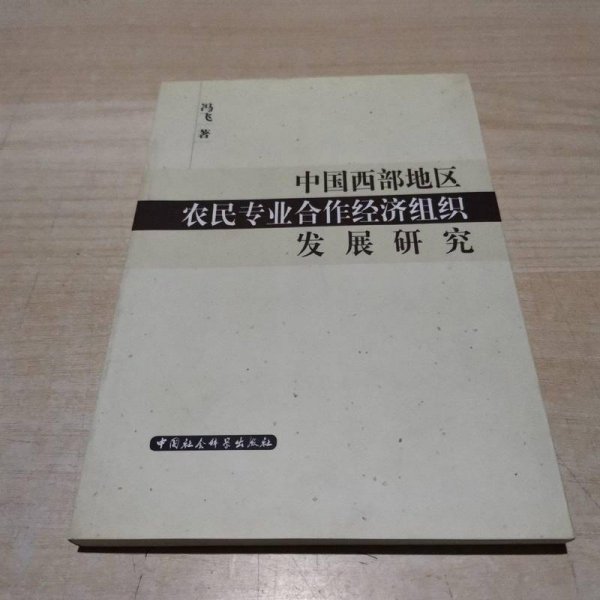 冯飞 著
中国西部地区
农民专业合作经济组织
发展研究
中国社会科学出版社